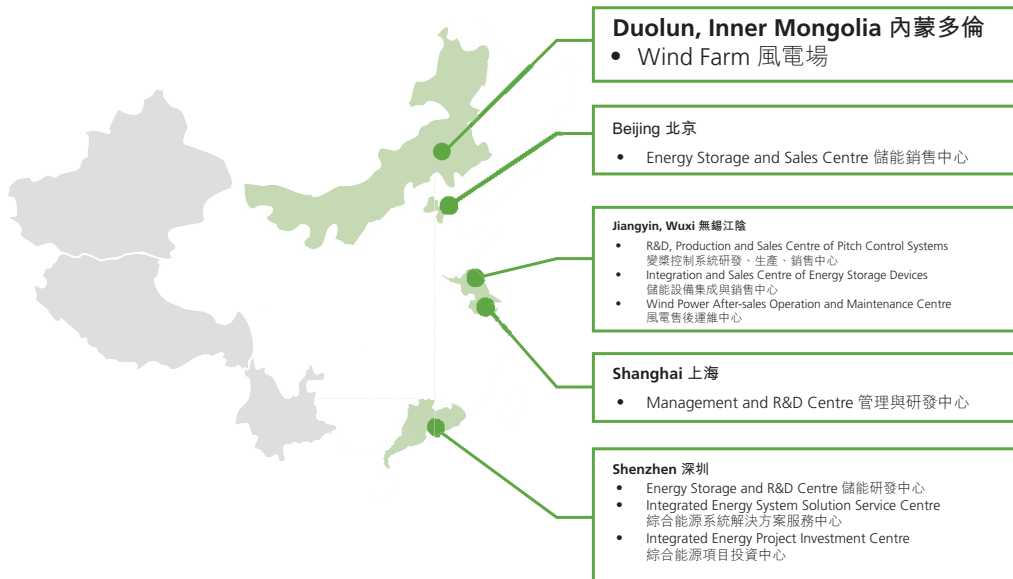 Duolun, Inner Mongolia 內蒙多倫
• Wind Farm 風電場
Beijing 北京
• Energy Storage and Sales Centre 儲能銷售中心
Jiangyin, Wuxi 無錫江陰
• R&D, Production and Sales Centre of Pitch Control Systems
變槳控制系統研發、生產、銷售中心
• Integration and Sales Centre of Energy Storage Devices
儲能設備集成與銷售中心
• Wind Power After-sales Operation and Maintenance Centre
風電售後運維中心
Shanghai 上海
• Management and R&D Centre 管理與研發中心
Shenzhen 深圳
• Energy Storage and R&D Centre 儲能研發中心
• Integrated Energy System Solution Service Centre
綜合能源系統解決方案服務中心
• Integrated Energy Project Investment Centre
綜合能源項目投資中心